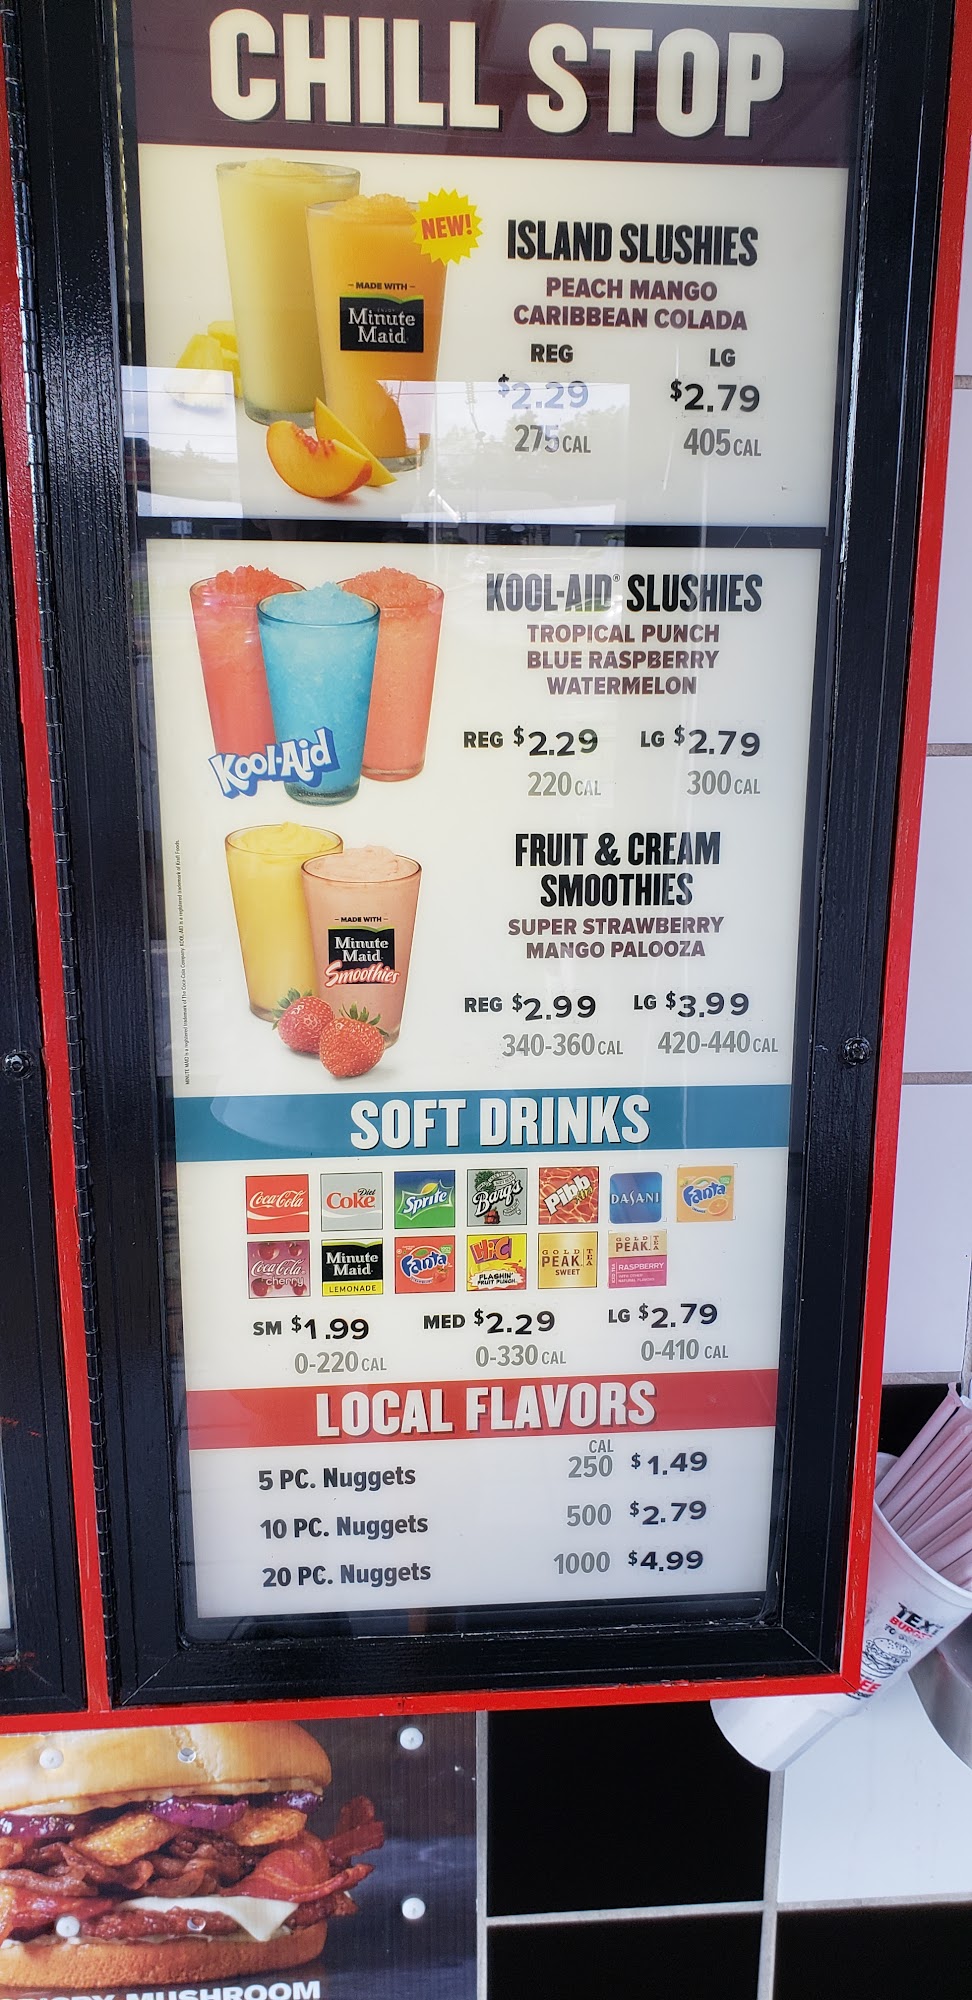 CHILL STOP
NEW!
MADE WITH
Minute
Maid
ISLAND SLUSHIES
PEACH MANGO
CARIBBEAN COLADA
REG LG
$2.29 $2.79
275 CAL 405 CAL
Kool-Aid
KOOL-AID® SLUSHIES
TROPICAL PUNCH
BLUE RASPBERRY
WATERMELON
REG $2.29 LG $2.79
220 CAL 300 CAL
MADE WITH
Minute
Maid
Smoothies
FRUIT & CREAM
SMOOTHIES
SUPER STRAWBERRY
MANGO PALOOZA
REG $2.99 LG $3.99
340-360 CAL 420-440 CAL
SOFT DRINKS
Coca-Cola Diet Coke Sprite Barq's Pibb DASANI Fanta
Coca-Cola cherry Minute Maid LEMONADE Fanta Hi-C FLASHIN' FRUIT PUNCH GOLD PEAK TEA SWEET GOLD PEAK TEA RASPBERRY
SM $1.99 MED $2.29 LG $2.79
0-220 CAL 0-330 CAL 0-410 CAL
LOCAL FLAVORS
CAL
5 PC. Nuggets 250 $1.49
10 PC. Nuggets 500 $2.79
20 PC. Nuggets 1000 $4.99
TEXT
TO
MUSHROOM